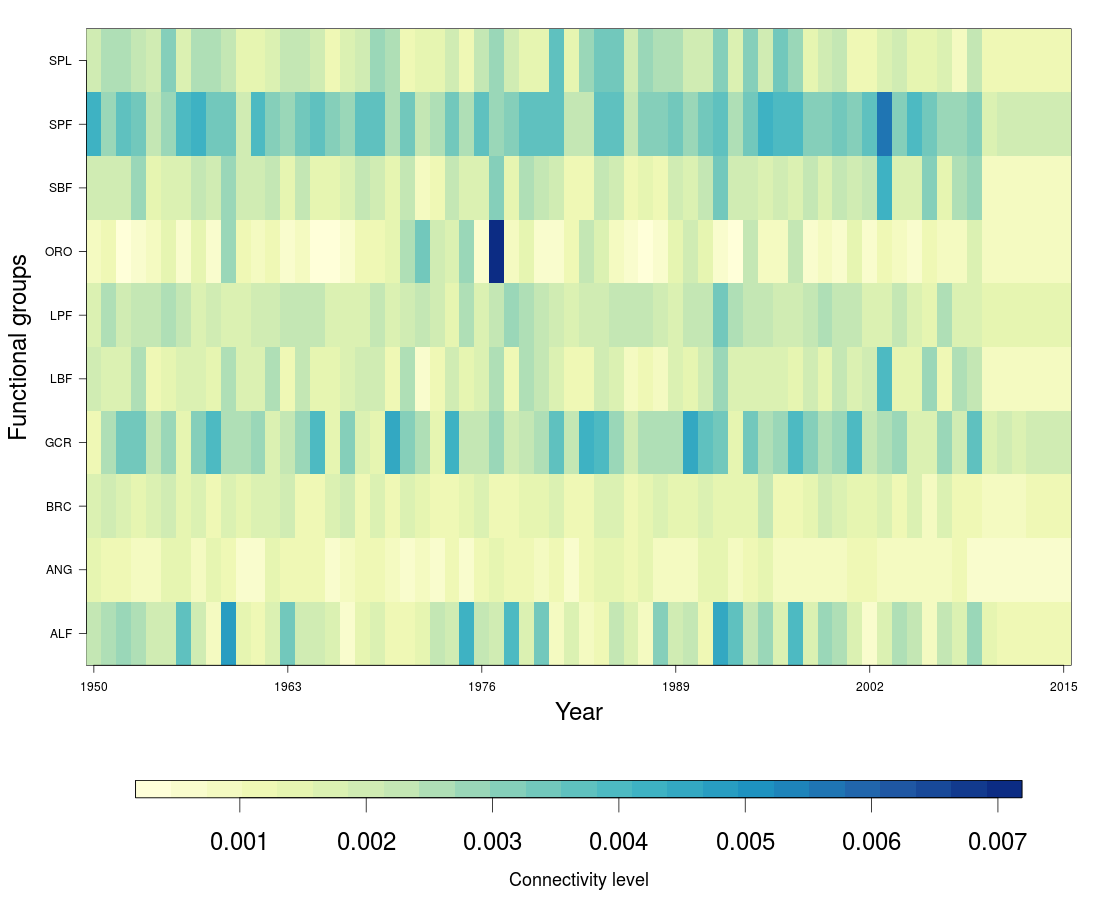 Functional groups
SPL
SPF
SBF
ORO
LPF
LBF
GCR
BRC
ANG
ALF
1950 1963 1976 1989 2002 2015
Year
0.001 0.002 0.003 0.004 0.005 0.006 0.007
Connectivity level